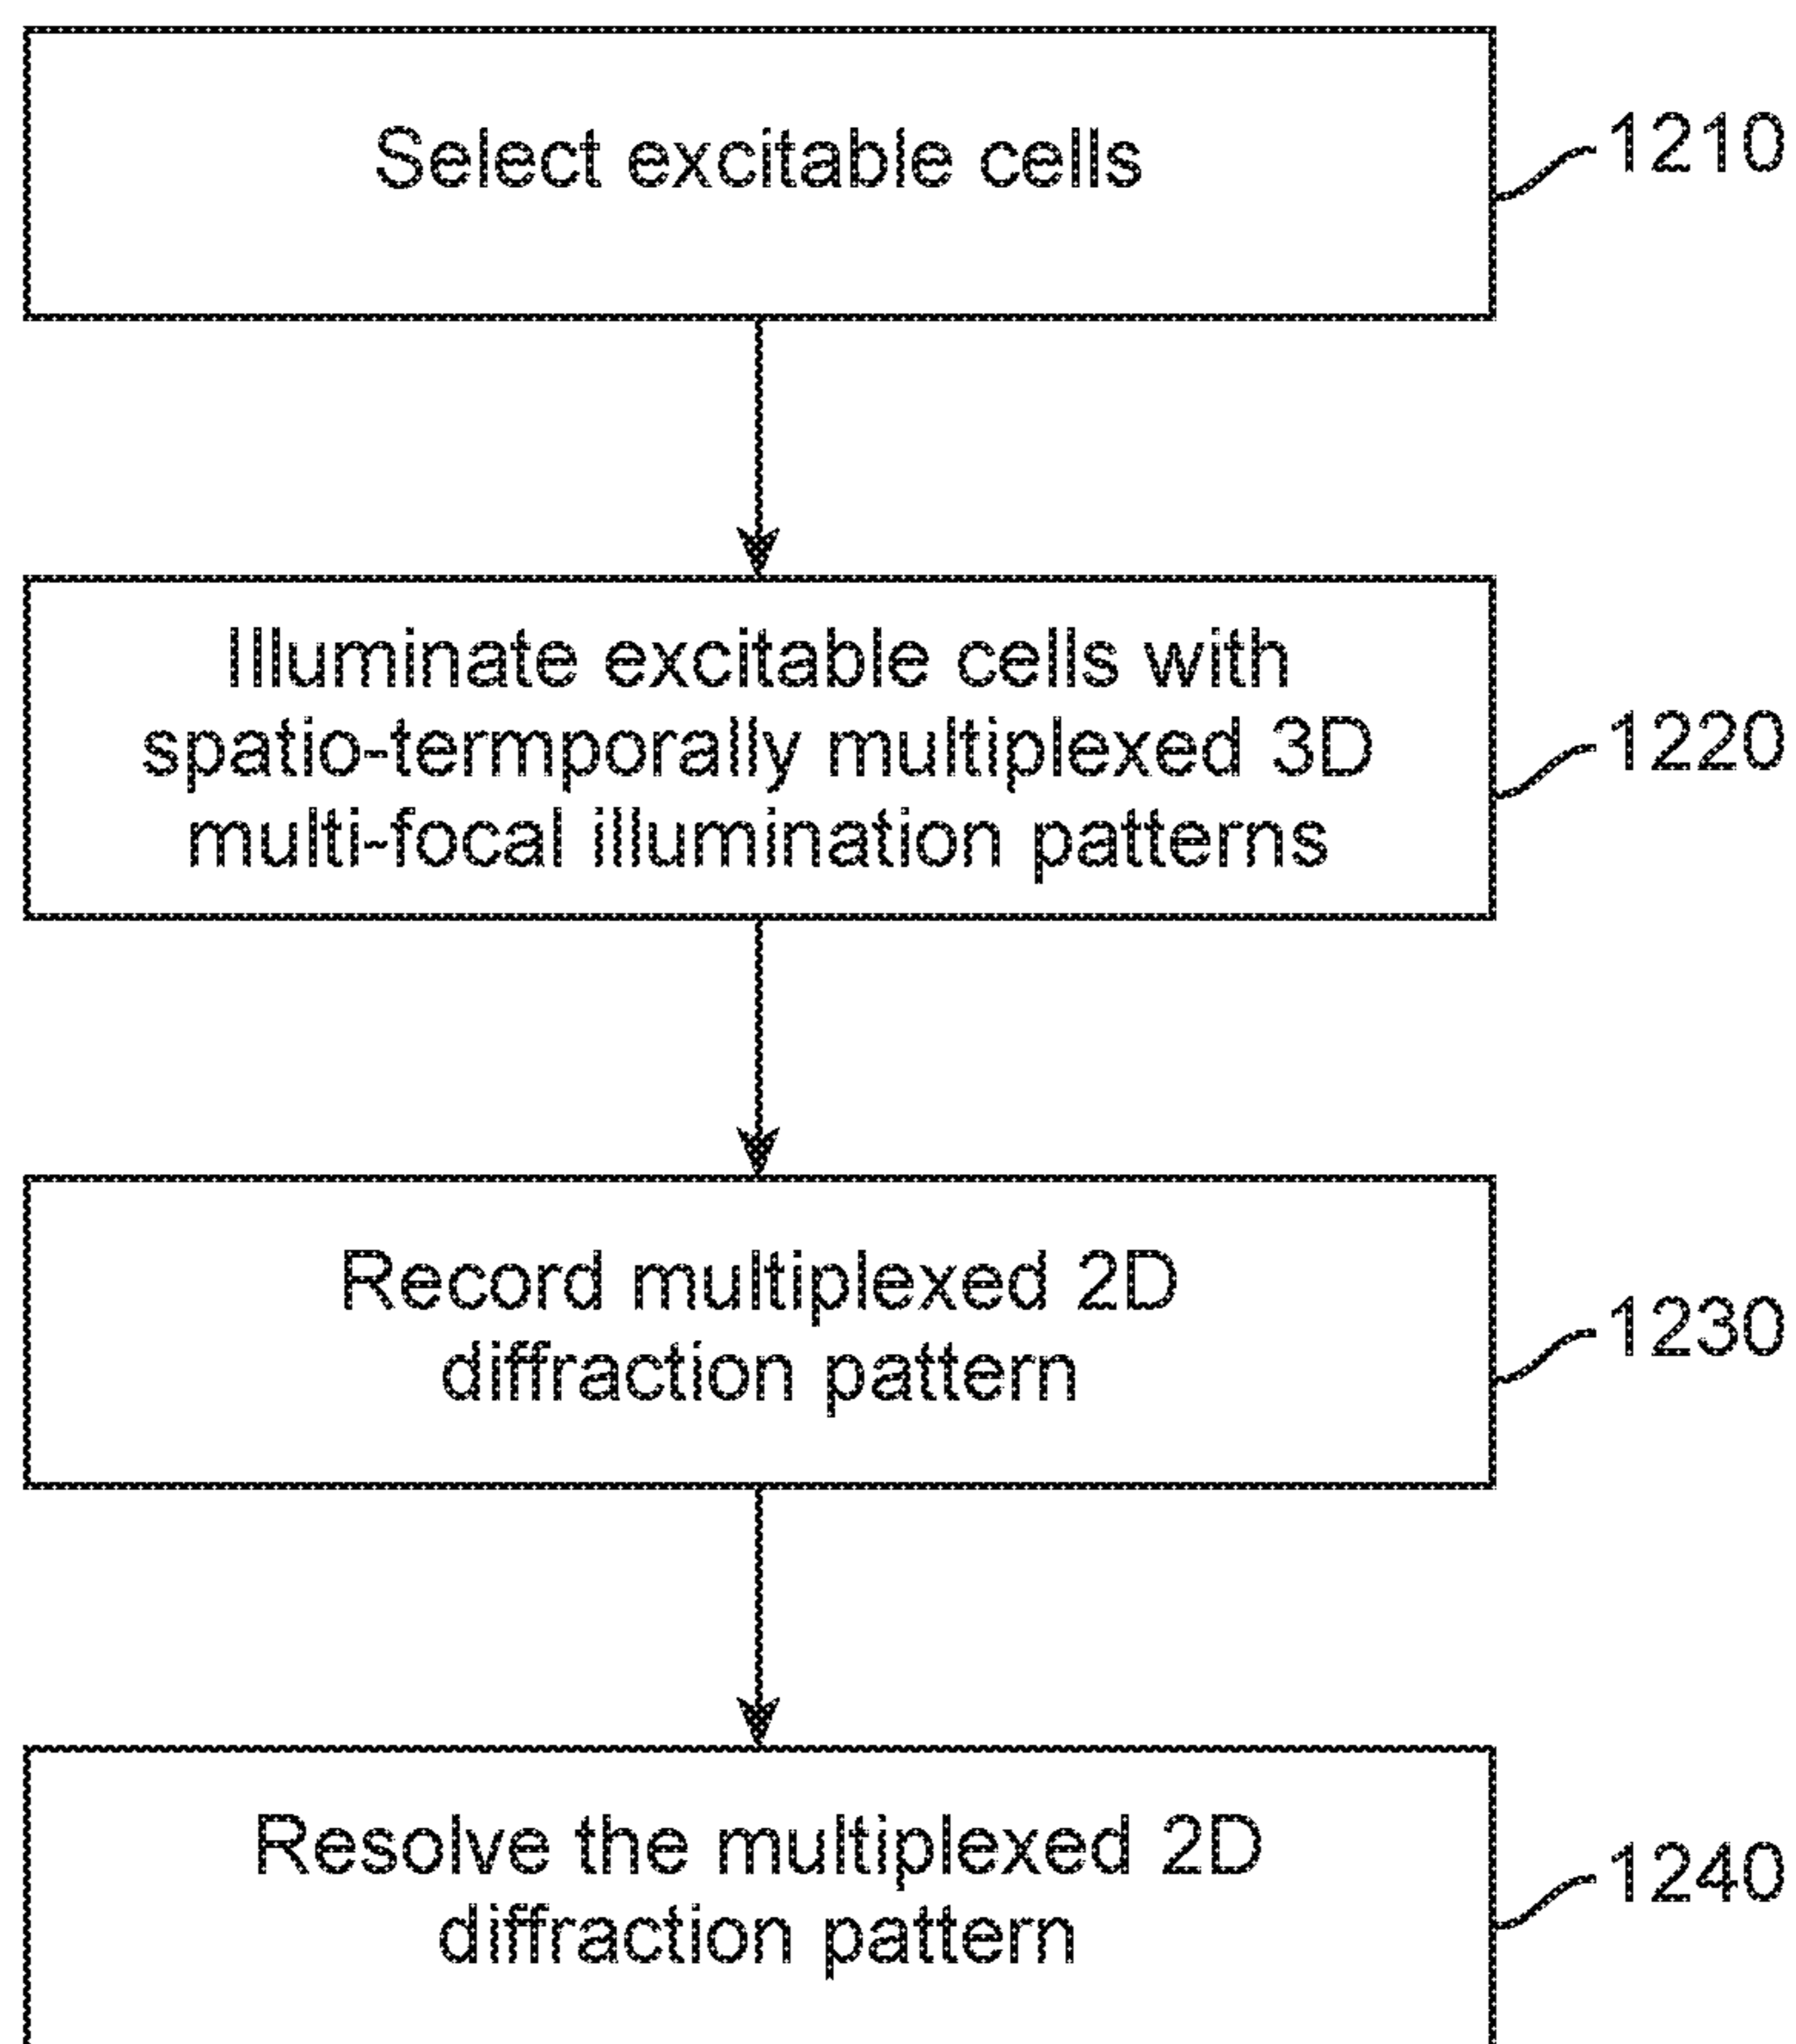 Select excitable cells
1210
Illuminate excitable cells with
spatio-termporally multiplexed 3D
multi-focal illumination patterns
1220
Record multiplexed 2D
diffraction pattern
1230
Resolve the multiplexed 2D
diffraction pattern
1240